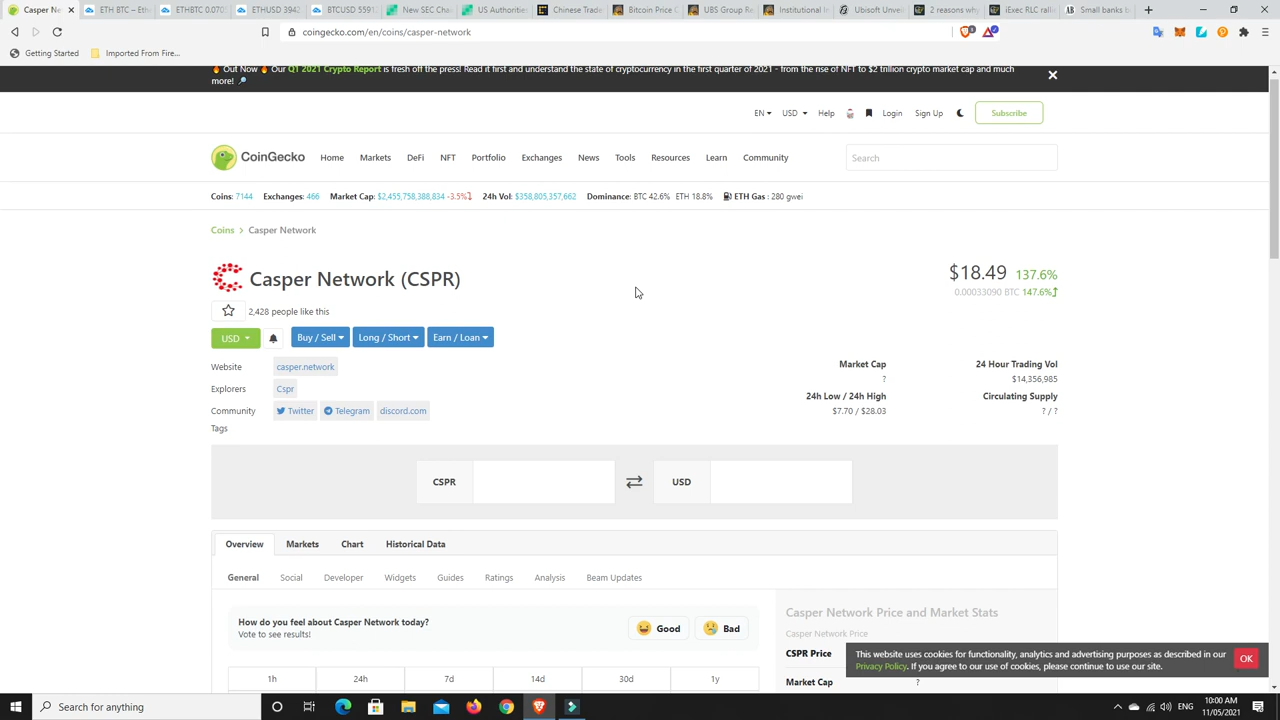 Casper Ne
ETH BTC – Eth
ETHBTC 0.070
ETHUSD 3942
BTCUSD 5591
New SEC Chai
US Authorities
Chinese Trade
Bitcoin Price C
UBS Group Re
Institutional In
Ubisoft Unvei
2 reasons why
iExec RLC rallie
Small banks b
coingecko.com/en/coins/casper-network
Getting Started
Imported From Fire...
🔥 Out Now 🔥 Our Q1 2021 Crypto Report is fresh off the press! Read it first and understand the state of cryptocurrency in the first quarter of 2021 - from the rise of NFT to $2 trillion crypto market cap and much
more! 🔎
EN USD Help Login Sign Up Subscribe
CoinGecko Home Markets DeFi NFT Portfolio Exchanges News Tools Resources Learn Community Search
Coins: 7144 Exchanges: 466 Market Cap: $2,455,758,388,834 -3.5% 24h Vol: $358,805,357,662 Dominance: BTC 42.6% ETH 18.8% ETH Gas : 280 gwei
Coins > Casper Network
Casper Network (CSPR)
$18.49 137.6%
0.00033090 BTC 147.6%
2,428 people like this
USD Buy / Sell Long / Short Earn / Loan
Website casper.network
Explorers Cspr
Community Twitter Telegram discord.com
Tags
Market Cap
?
24 Hour Trading Vol
$14,356,985
24h Low / 24h High
$7.70 / $28.03
Circulating Supply
? / ?
CSPR USD
Overview Markets Chart Historical Data
General Social Developer Widgets Guides Ratings Analysis Beam Updates
How do you feel about Casper Network today?
Vote to see results!
Good Bad
1h 24h 7d 14d 30d 1y
Casper Network Price and Market Stats
Casper Network Price
CSPR Price
Market Cap ?
This website uses cookies for functionality, analytics and advertising purposes as described in our
Privacy Policy. If you agree to our use of cookies, please continue to use our site.
OK
Search for anything
ENG
10:00 AM
11/05/2021